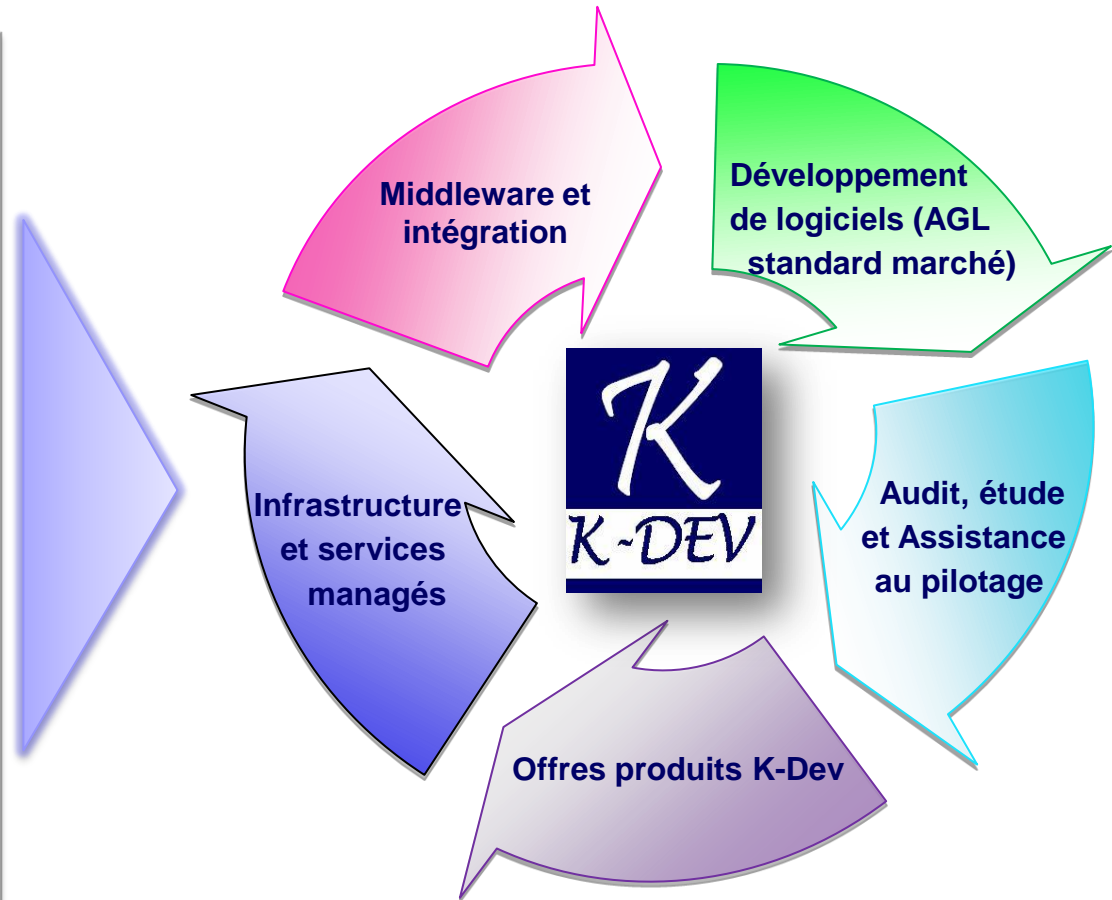 Middleware et
intégration
Développement
de logiciels (AGL
standard marché)
Audit, étude
et Assistance
au pilotage
Offres produits K-Dev
Infrastructure
et services
managés
K
K-DEV